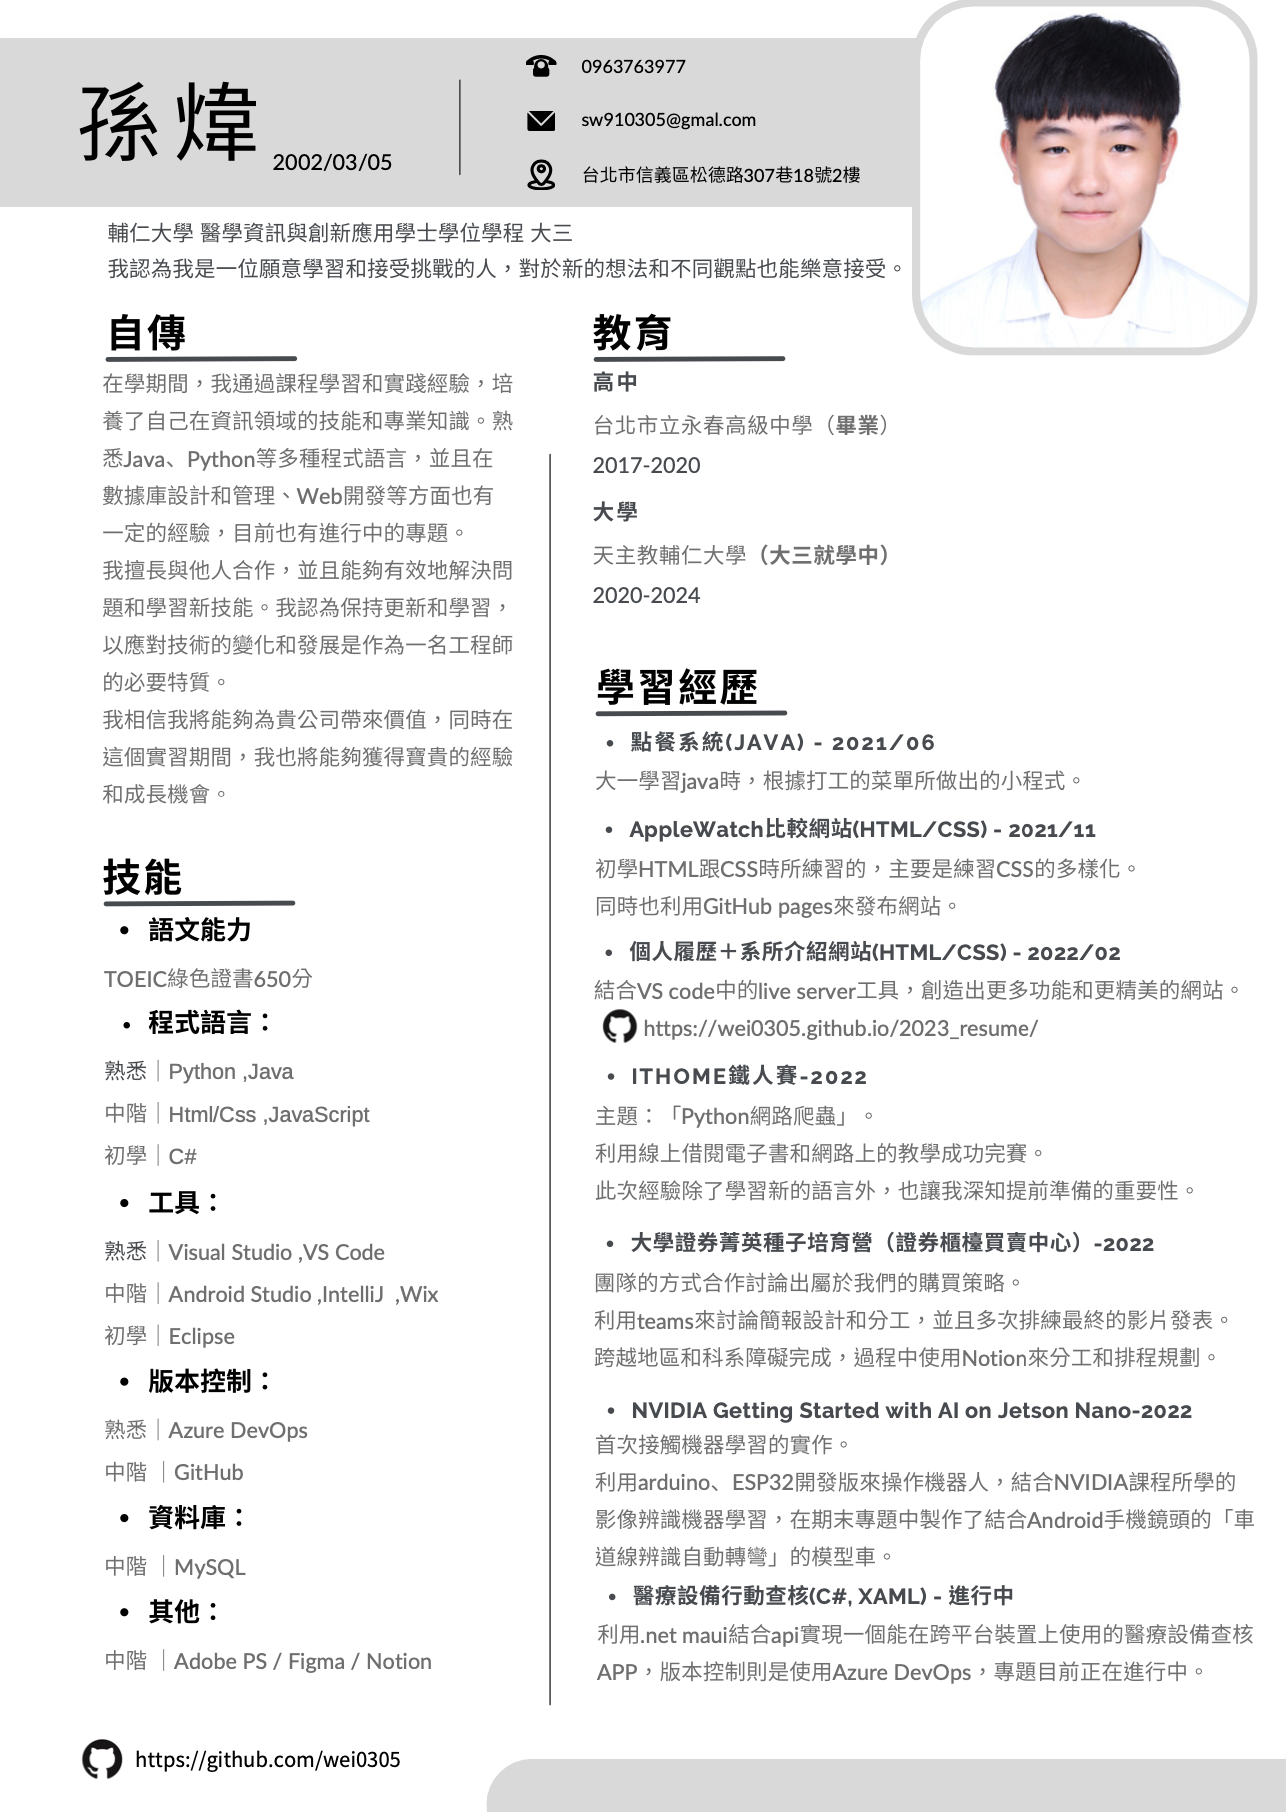 孫煒
2002/03/05
0963763977
sw910305@gmal.com
台北市信義區松德路307巷18號2樓
輔仁大學 醫學資訊與創新應用學士學位學程 大三
我認為我是一位願意學習和接受挑戰的人，對於新的想法和不同觀點也能樂意接受。
自傳
在學期間，我通過課程學習和實踐經驗，培
養了自己在資訊領域的技能和專業知識。熟
悉Java、Python等多種程式語言，並且在
數據庫設計和管理、Web開發等方面也有
一定的經驗，目前也有進行中的專題。
我擅長與他人合作，並且能夠有效地解決問
題和學習新技能。我認為保持更新和學習，
以應對技術的變化和發展是作為一名工程師
的必要特質。
我相信我將能夠為貴公司帶來價值，同時在
這個實習期間，我也將能夠獲得寶貴的經驗
和成長機會。
技能
• 語文能力
TOEIC綠色證書650分
• 程式語言：
熟悉｜Python ,Java
中階｜Html/Css ,JavaScript
初學｜C#
• 工具：
熟悉｜Visual Studio ,VS Code
中階｜Android Studio ,IntelliJ ,Wix
初學｜Eclipse
• 版本控制：
熟悉｜Azure DevOps
中階 ｜GitHub
• 資料庫：
中階 ｜MySQL
• 其他：
中階 ｜Adobe PS / Figma / Notion
https://github.com/wei0305
教育
高中
台北市立永春高級中學（畢業）
2017-2020
大學
天主教輔仁大學（大三就學中）
2020-2024
學習經歷
• 點餐系統(JAVA) - 2021/06
大一學習java時，根據打工的菜單所做出的小程式。
• AppleWatch比較網站(HTML/CSS) - 2021/11
初學HTML跟CSS時所練習的，主要是練習CSS的多樣化。
同時也利用GitHub pages來發布網站。
• 個人履歷＋系所介紹網站(HTML/CSS) - 2022/02
結合VS code中的live server工具，創造出更多功能和更精美的網站。
https://wei0305.github.io/2023_resume/
• ITHOME鐵人賽-2022
主題：「Python網路爬蟲」。
利用線上借閱電子書和網路上的教學成功完賽。
此次經驗除了學習新的語言外，也讓我深知提前準備的重要性。
• 大學證券菁英種子培育營（證券櫃檯買賣中心）-2022
團隊的方式合作討論出屬於我們的購買策略。
利用teams來討論簡報設計和分工，並且多次排練最終的影片發表。
跨越地區和科系障礙完成，過程中使用Notion來分工和排程規劃。
• NVIDIA Getting Started with AI on Jetson Nano-2022
首次接觸機器學習的實作。
利用arduino、ESP32開發版來操作機器人，結合NVIDIA課程所學的
影像辨識機器學習，在期末專題中製作了結合Android手機鏡頭的「車
道線辨識自動轉彎」的模型車。
• 醫療設備行動查核(C#, XAML) - 進行中
利用.net maui結合api實現一個能在跨平台裝置上使用的醫療設備查核
APP，版本控制則是使用Azure DevOps，專題目前正在進行中。